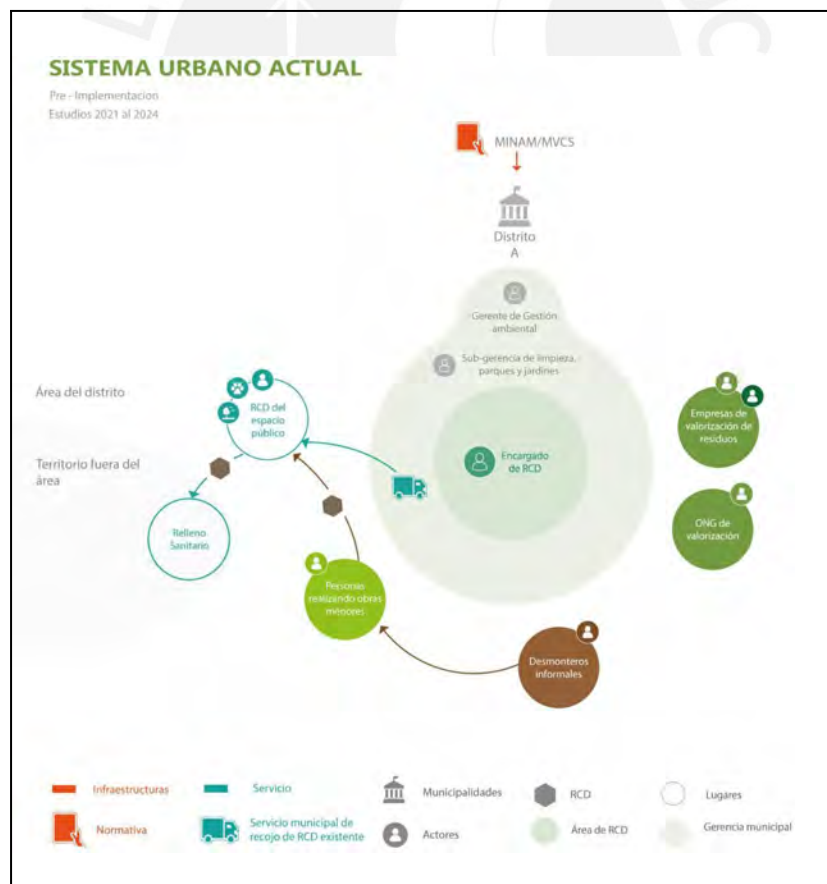 SISTEMA URBANO ACTUAL
Pre - Implementacion
Estudios 2021 al 2024
MINAM/MVCS
Distrito
A
Gerente de Gestión
ambiental
Sub-gerencia de limpieza,
parques y jardines
Encargado
de RCD
Área del distrito
Territorio fuera del
área
RCD del
espacio
público
Relleno
Sanitario
Personas
realizando obras
menores
Desmonteros
informales
Empresas de
valorización de
residuos
ONG de
valorización
Infraestructuras
Servicio
Municipalidades
RCD
Lugares
Normativa
Servicio municipal de
recojo de RCD existente
Actores
Área de RCD
Gerencia municipal